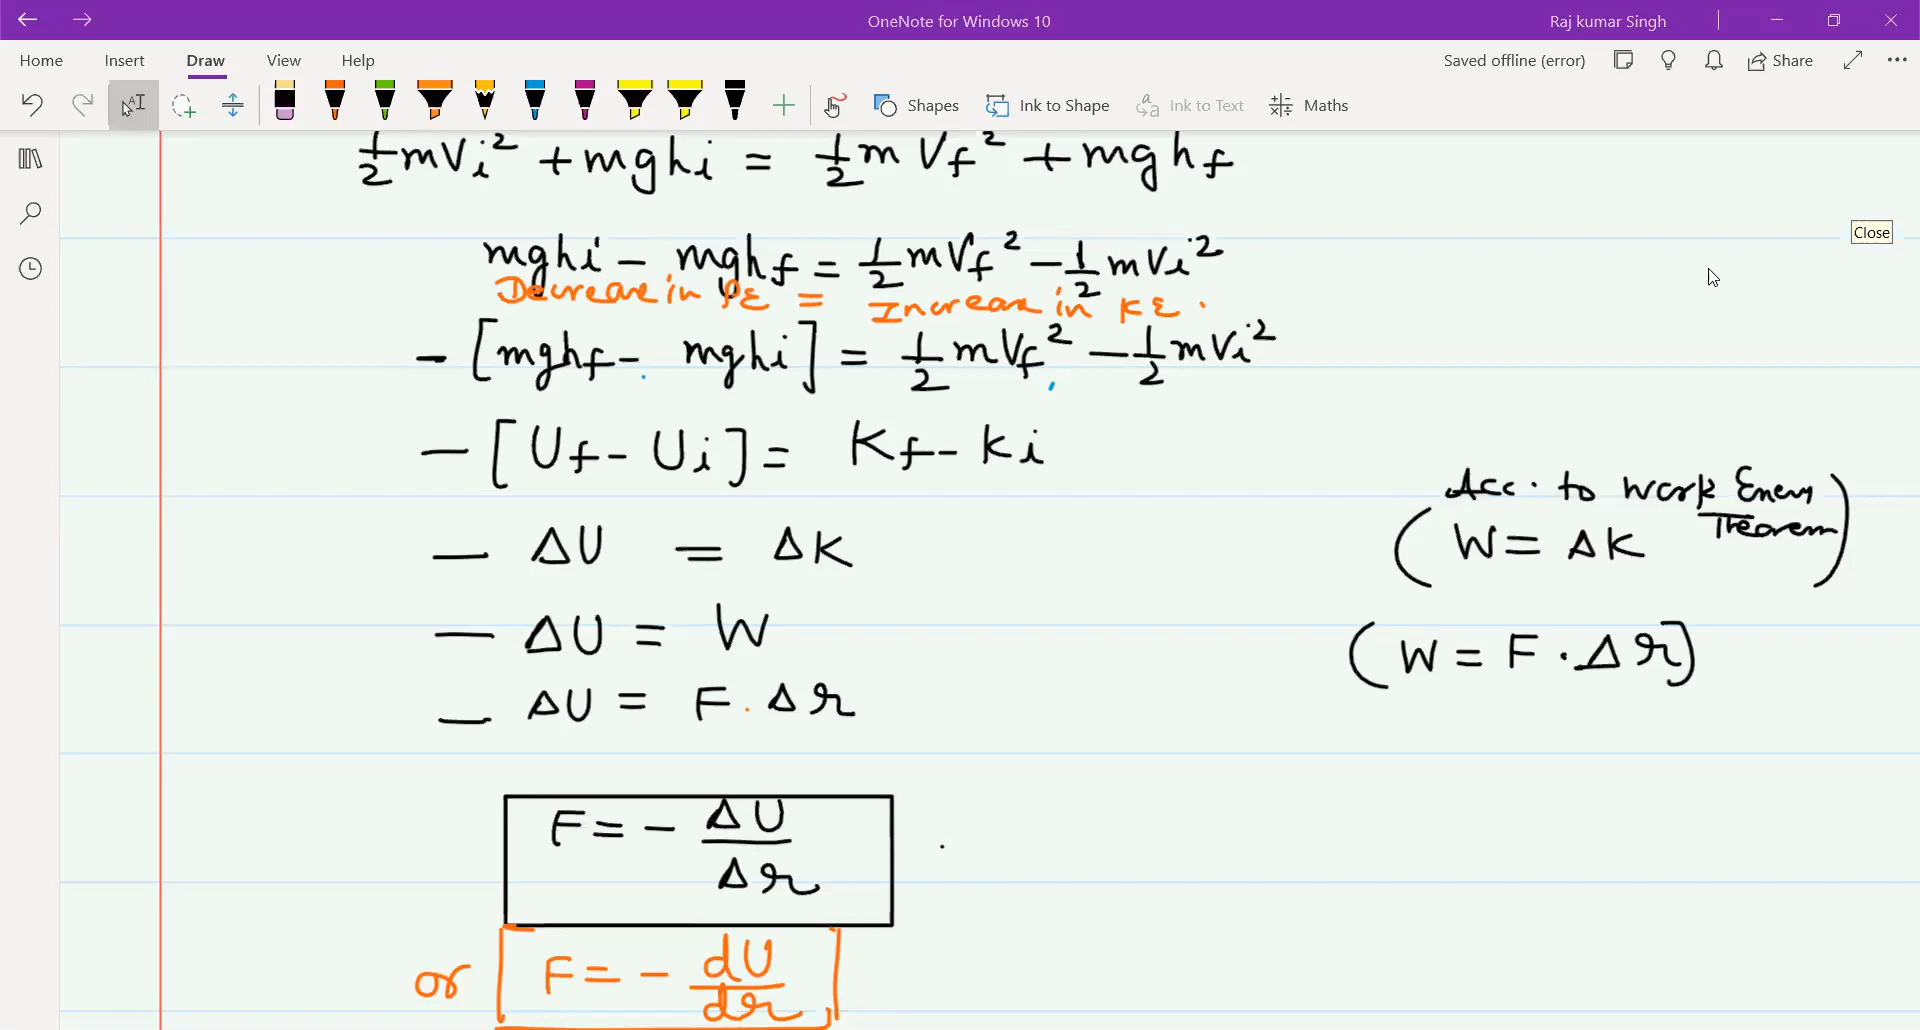 OneNote for Windows 10
Raj kumar Singh
Home Insert Draw View Help
Saved offline (error) Share
Shapes Ink to Shape Ink to Text Maths
½mVi² + mghi = ½mVf² + mghf
Close
mghi - mghf = ½mVf² - ½mVi²
Decrease in PE = Increase in KE.
- [mghf - mghi] = ½mVf² - ½mVi²
- [Uf - Ui] = Kf - Ki
Acc. to Work Energy Theorem
- ΔU = ΔK
(W = ΔK)
- ΔU = W
(W = F . Δr)
- ΔU = F . Δr
F = - ΔU/Δr
or F = - dU/dr